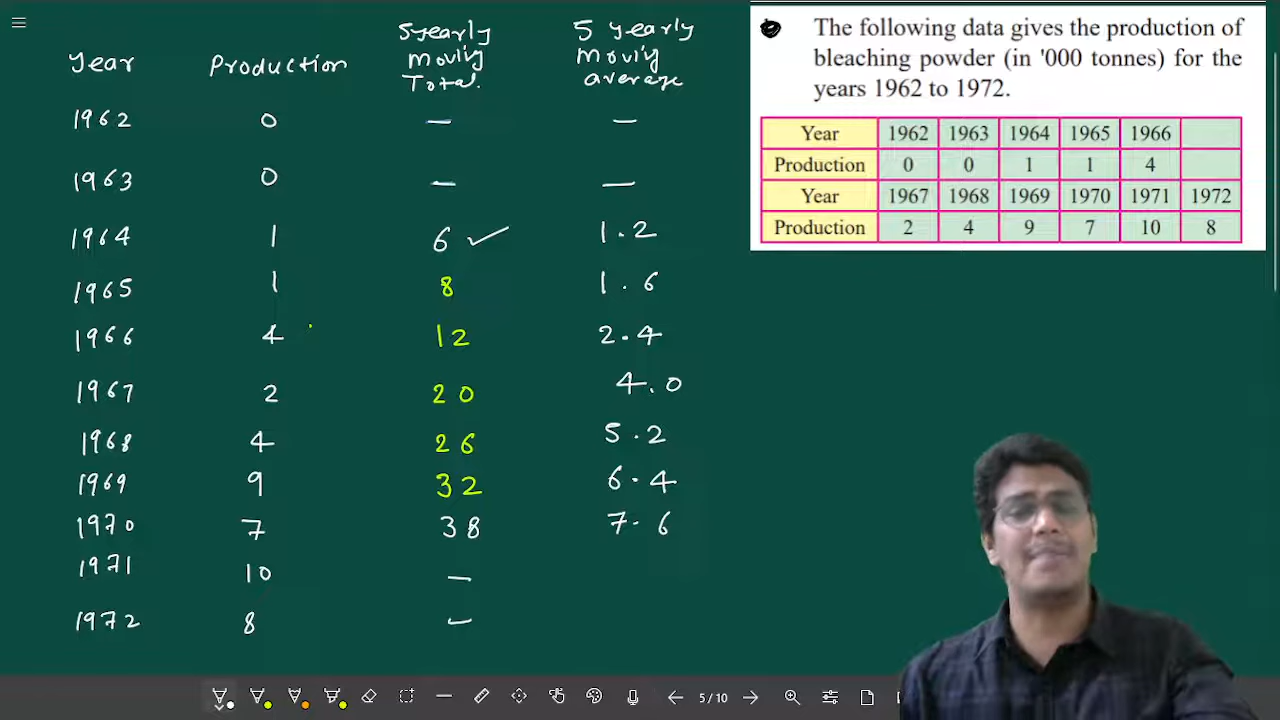 Year Production 5 yearly Moving Total. 5 yearly Moving average
1962 0 — —
1963 0 — —
1964 1 6 ✓ 1.2
1965 1 8 1.6
1966 4 12 2.4
1967 2 20 4.0
1968 4 26 5.2
1969 9 32 6.4
1970 7 38 7.6
1971 10 —
1972 8 —
The following data gives the production of
bleaching powder (in '000 tonnes) for the
years 1962 to 1972.
Year 1962 1963 1964 1965 1966
Production 0 0 1 1 4
Year 1967 1968 1969 1970 1971 1972
Production 2 4 9 7 10 8
5/10